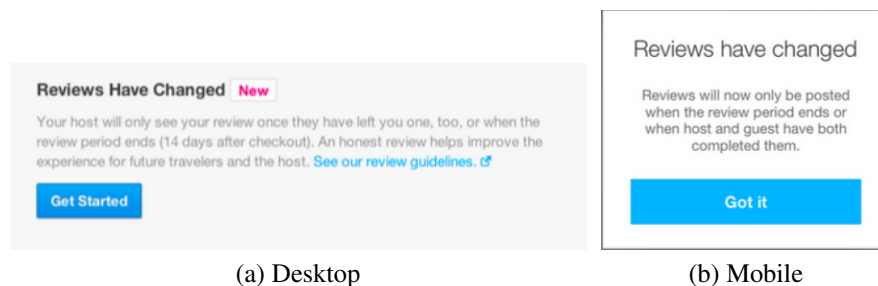 Reviews Have Changed New
Your host will only see your review once they have left you one, too, or when the
review period ends (14 days after checkout). An honest review helps improve the
experience for future travelers and the host. See our review guidelines.
Get Started
(a) Desktop
Reviews have changed
Reviews will now only be posted
when the review period ends or
when host and guest have both
completed them.
Got it
(b) Mobile